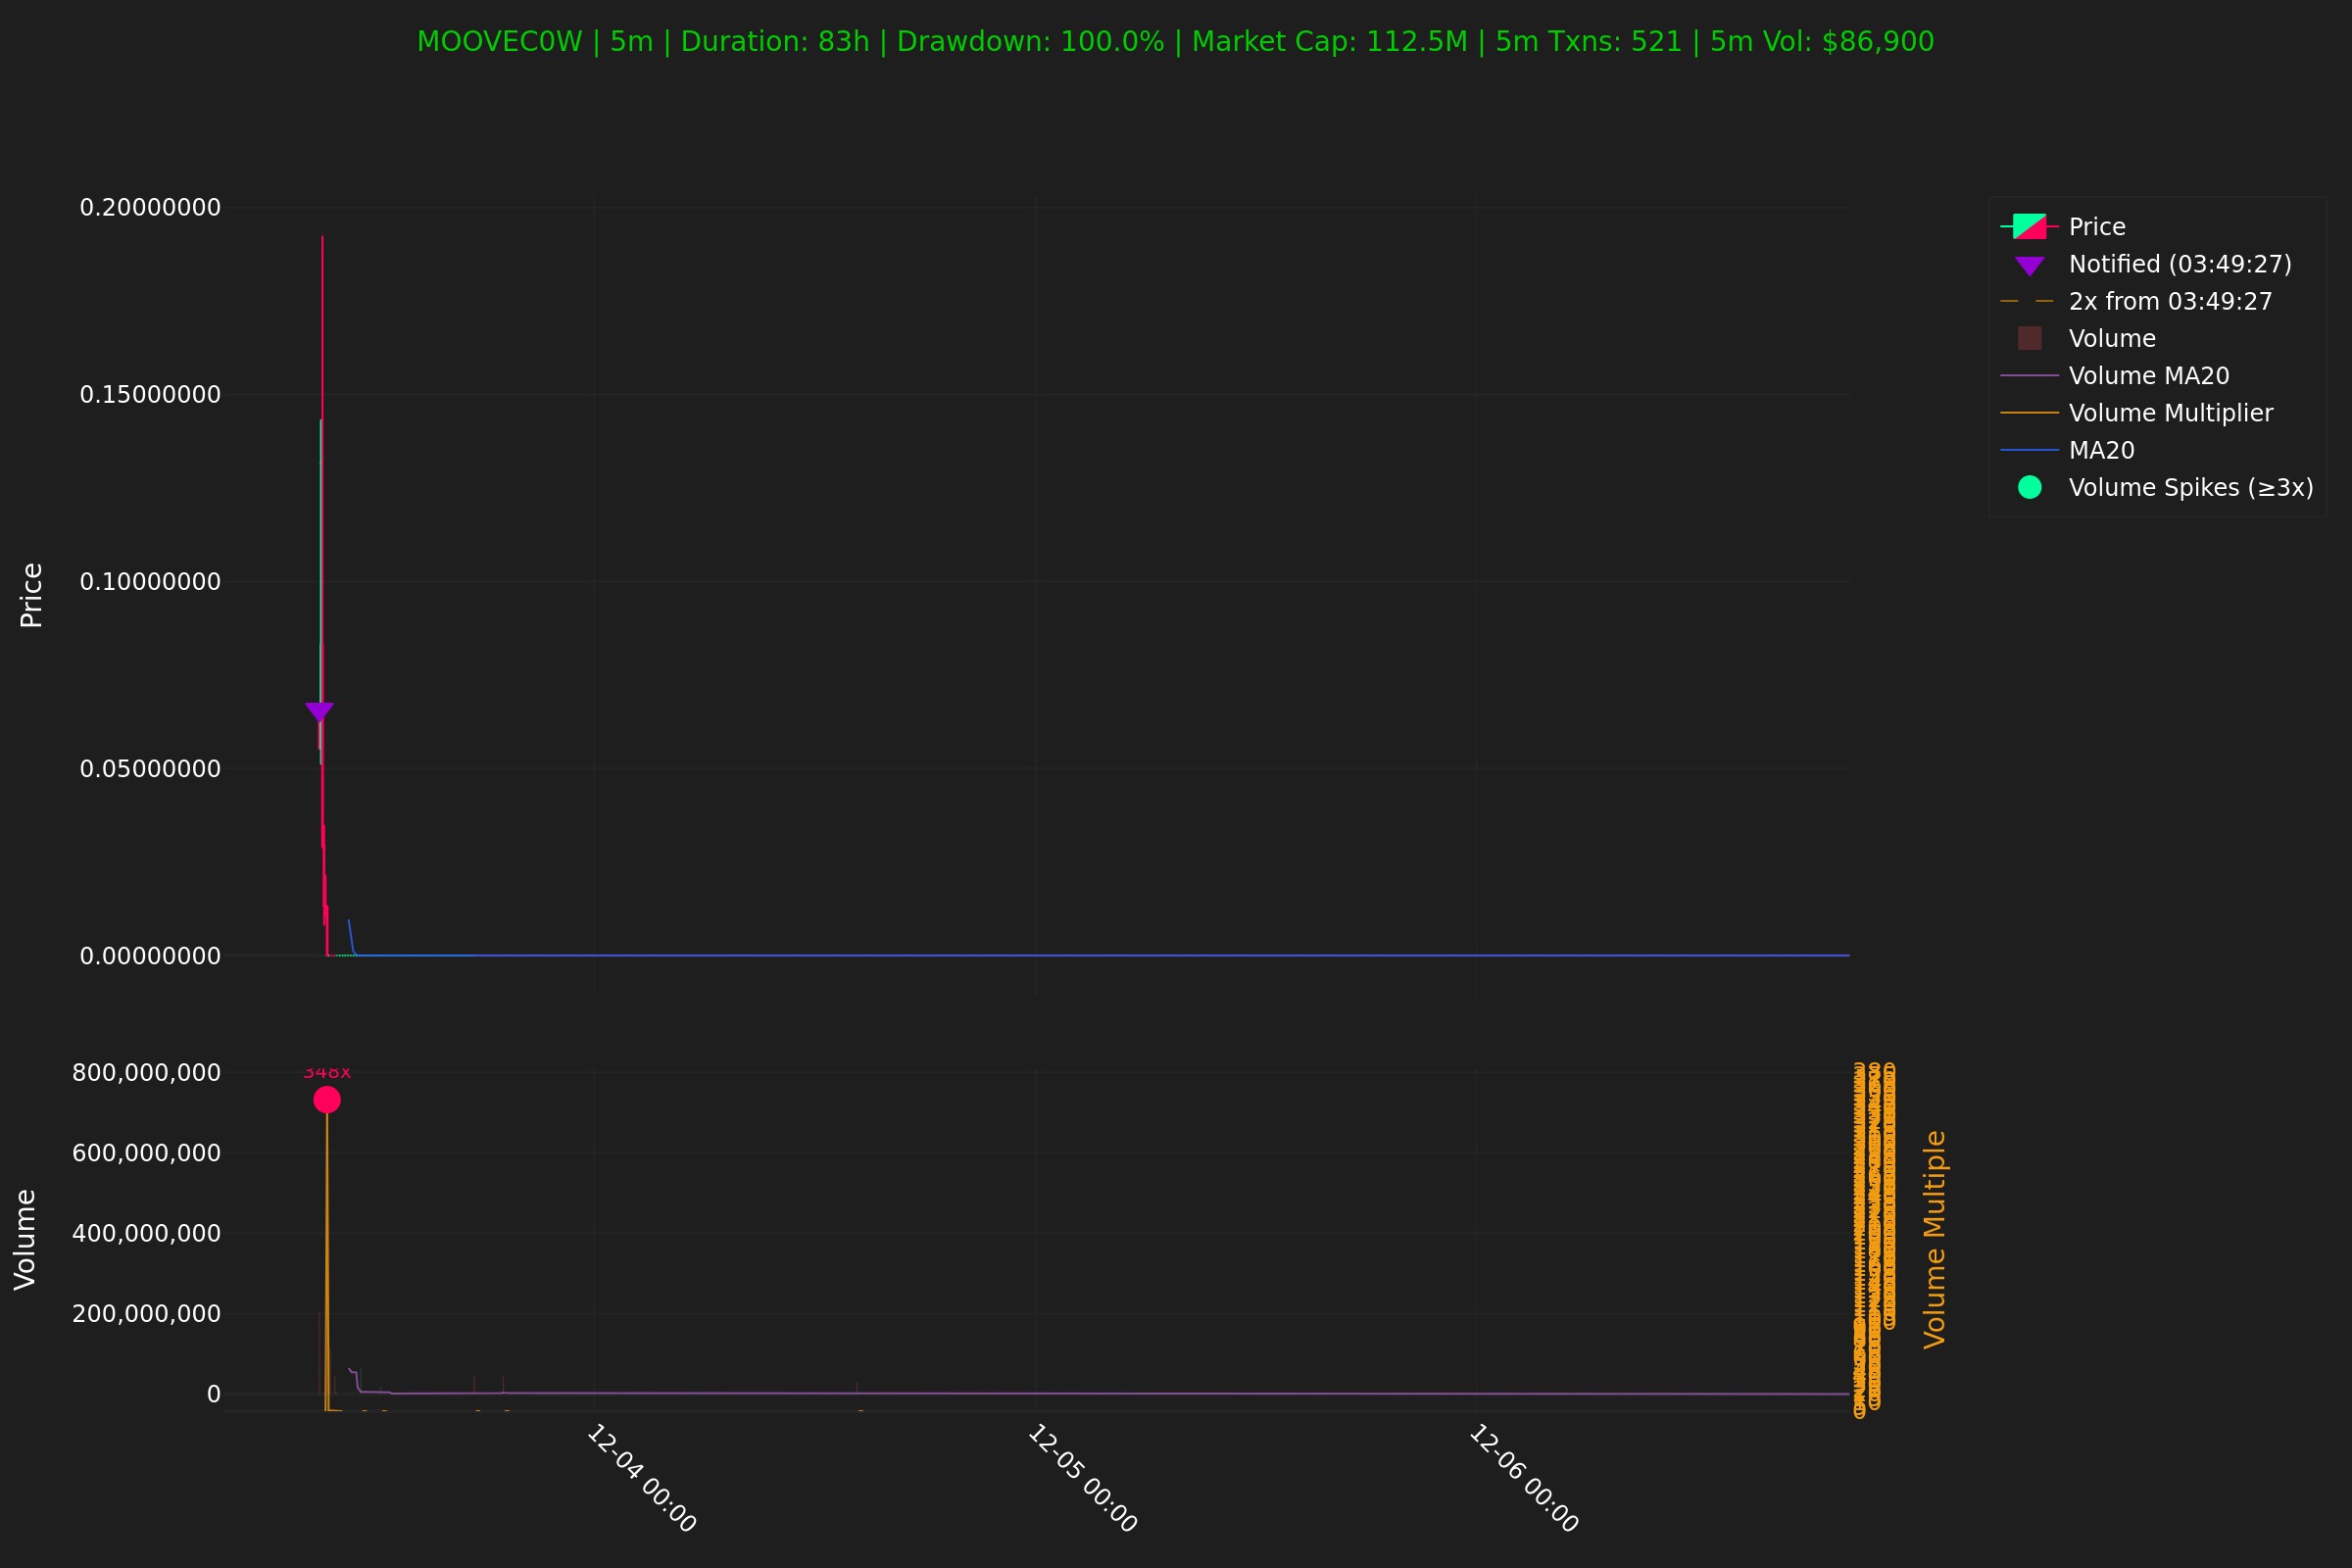 MOOVEC0W | 5m | Duration: 83h | Drawdown: 100.0% | Market Cap: 112.5M | 5m Txns: 521 | 5m Vol: $86,900
Price
0.20000000
0.15000000
0.10000000
0.05000000
0.00000000
Price
Notified (03:49:27)
2x from 03:49:27
Volume
Volume MA20
Volume Multiplier
MA20
Volume Spikes (≥3x)
Volume
800,000,000
600,000,000
400,000,000
200,000,000
0
348x
Volume Multiple
12-04 00:00
12-05 00:00
12-06 00:00